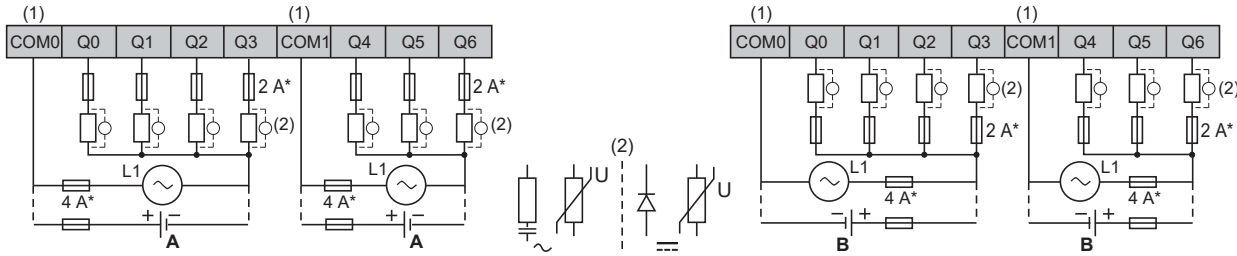 (1) (1) (1) (1)
COM0 Q0 Q1 Q2 Q3 COM1 Q4 Q5 Q6 COM0 Q0 Q1 Q2 Q3 COM1 Q4 Q5 Q6
2 A* 2 A* (2) (2)
(2) (2) 2 A* 2 A*
L1 L1 (2) L1 L1
4 A* 4 A* U U 4 A* 4 A*
+ − + − − + − +
A A B B